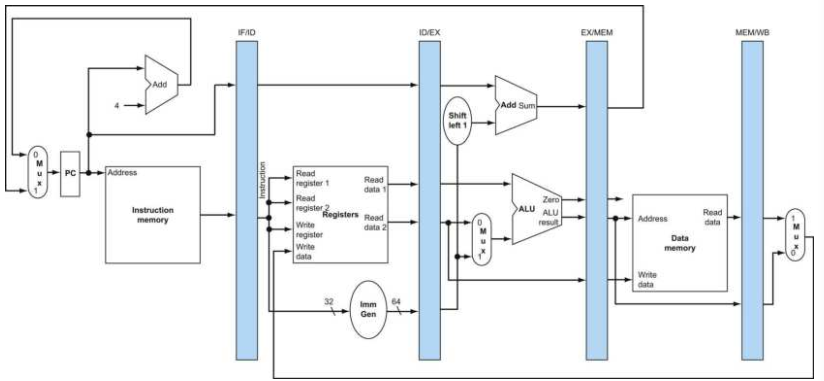 IF/ID
ID/EX
EX/MEM
MEM/WB
Add
4
Add Sum
Shift
left 1
0
M
u
x
1
PC
Address
Instruction
memory
Instruction
Read
register 1
Read
register 2
Write
register
Write
data
Registers
Read
data 1
Read
data 2
0
M
u
x
1
Zero
ALU
ALU
result
Address
Read
data
Data
memory
Write
data
1
M
u
x
0
32
Imm
Gen
64